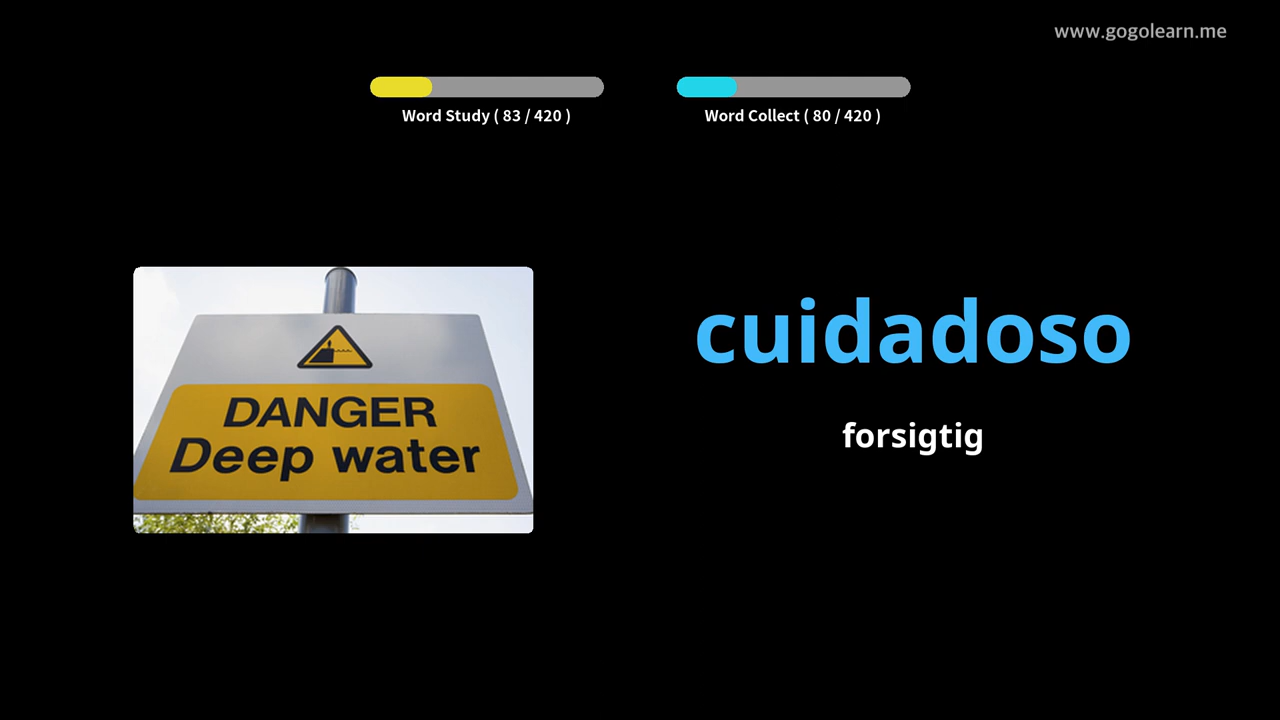 www.gogolearn.me
Word Study ( 83 / 420 )
Word Collect ( 80 / 420 )
DANGER
Deep water
cuidadoso
forsigtig